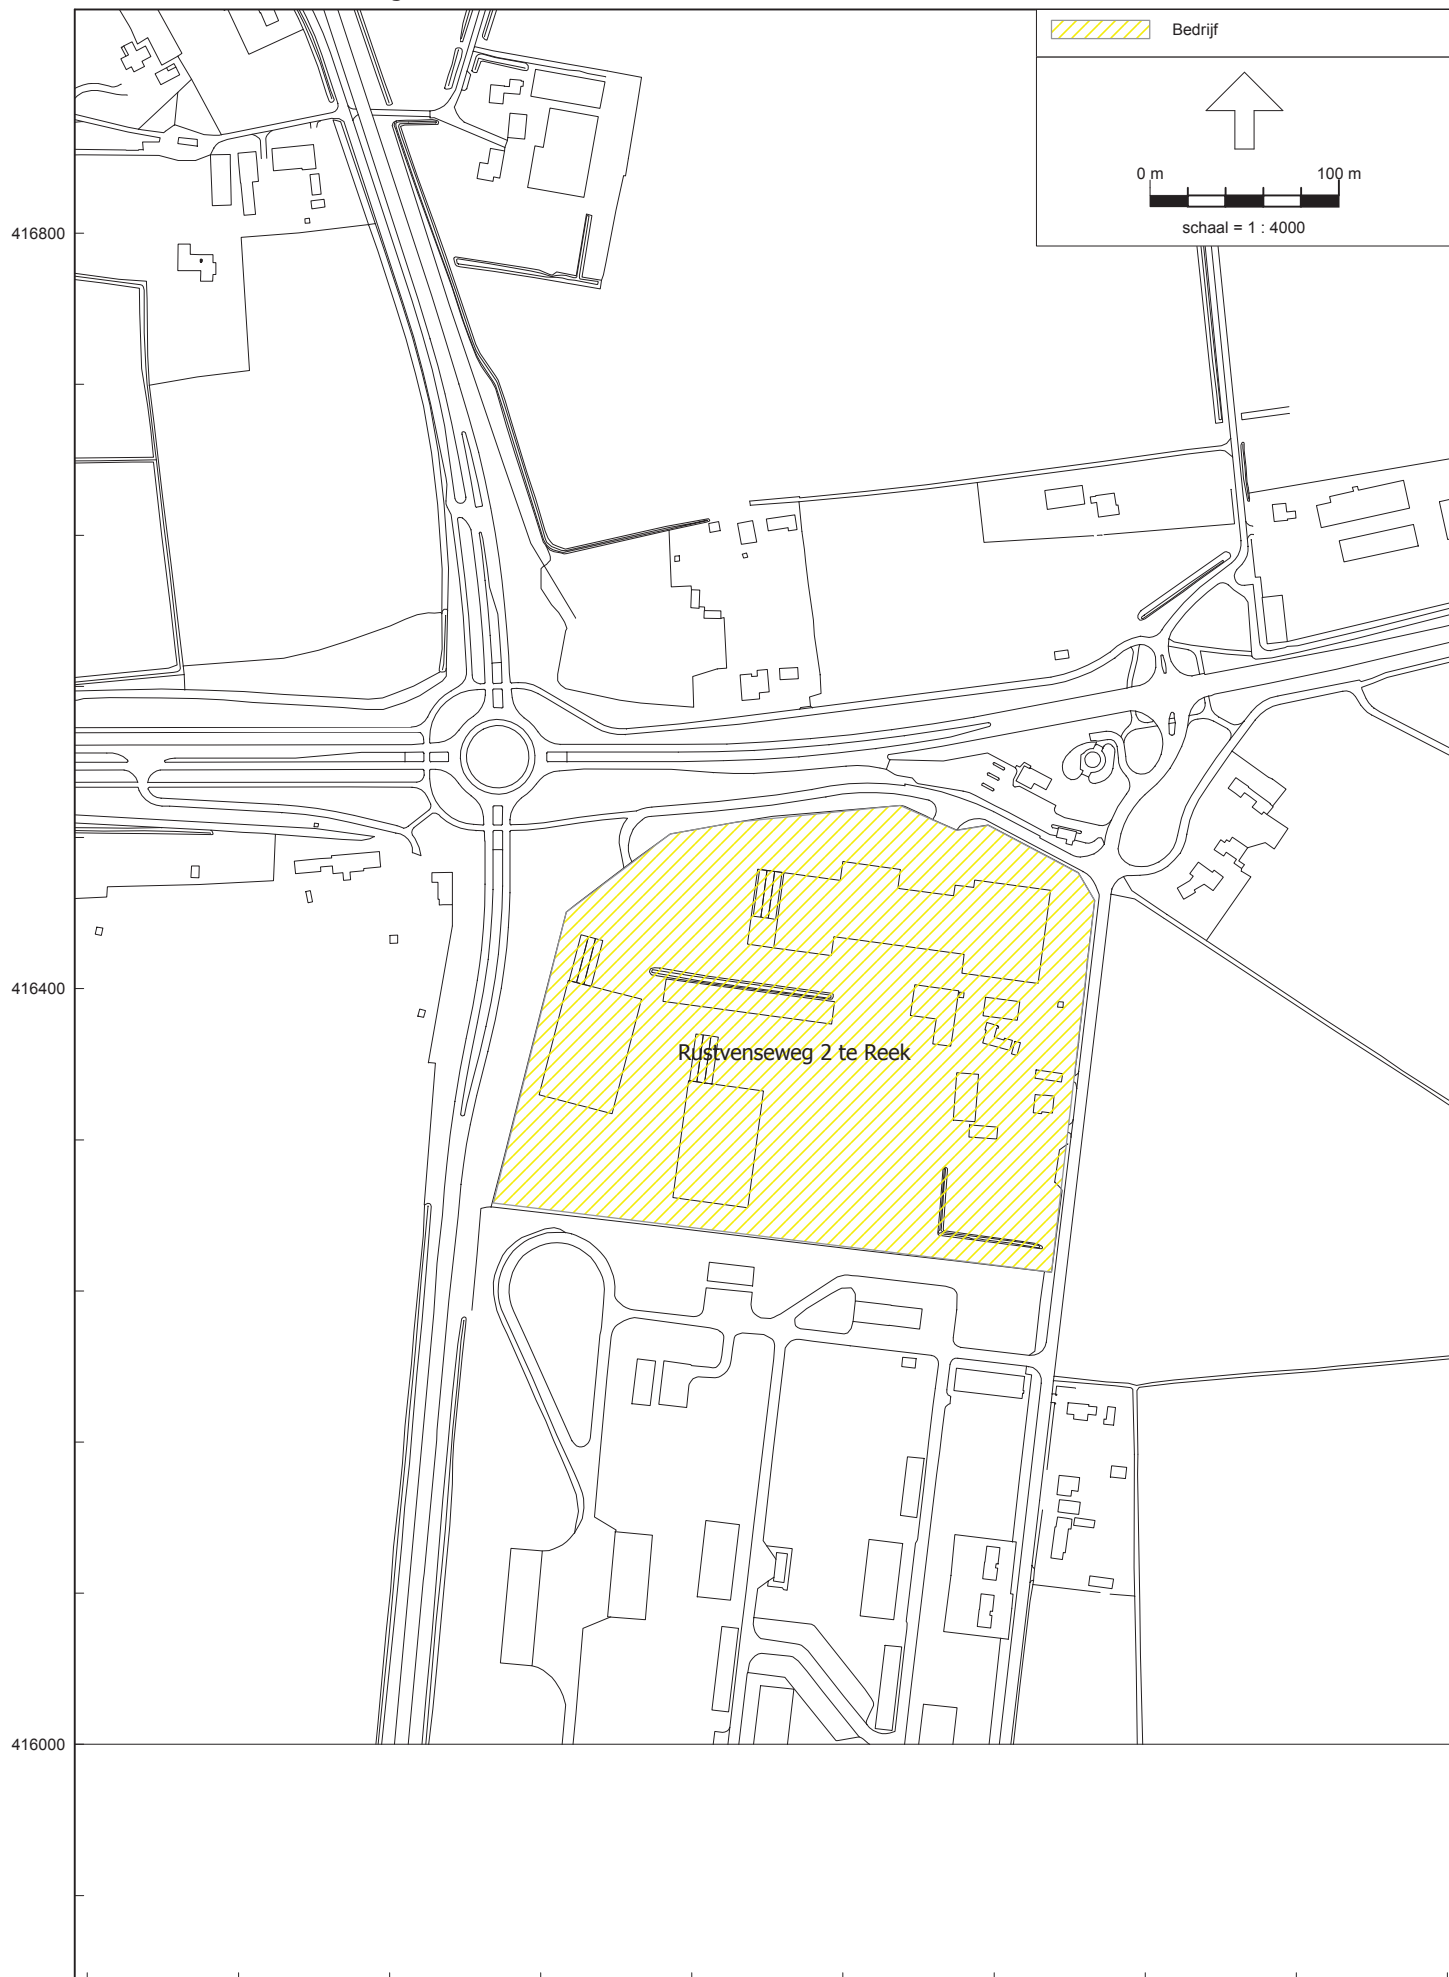 Bedrijf
0 m 100 m
schaal = 1 : 4000
416800
416400
Rustvenseweg 2 te Reek
416000